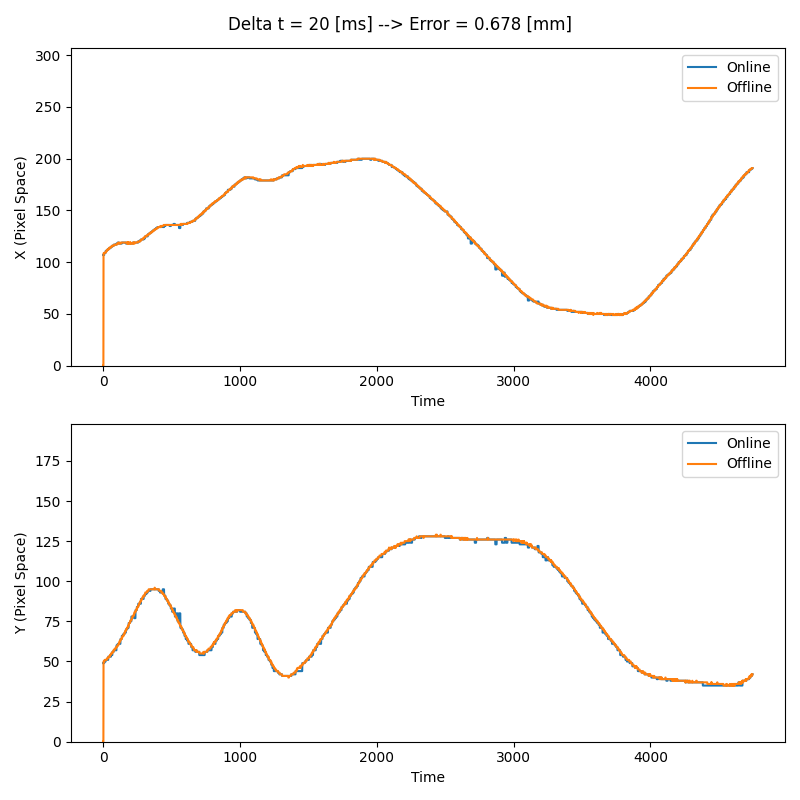 Delta t = 20 [ms] --> Error = 0.678 [mm]
300
250
200
150
100
50
0
X (Pixel Space)
Online
Offline
0 1000 2000 3000 4000
Time
175
150
125
100
75
50
25
0
Y (Pixel Space)
Online
Offline
0 1000 2000 3000 4000
Time